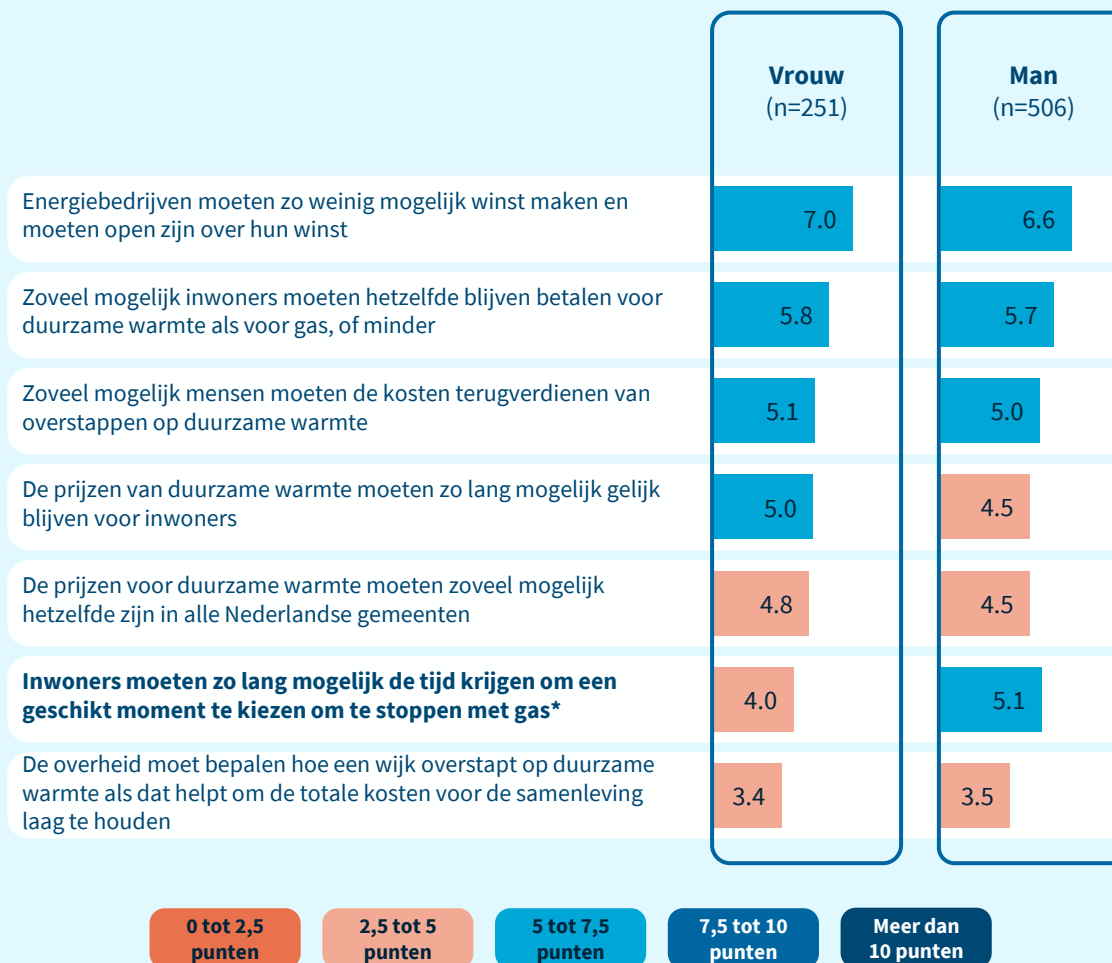 Vrouw
(n=251)
Man
(n=506)
Energiebedrijven moeten zo weinig mogelijk winst maken en
moeten open zijn over hun winst
7.0
6.6
Zoveel mogelijk inwoners moeten hetzelfde blijven betalen voor
duurzame warmte als voor gas, of minder
5.8
5.7
Zoveel mogelijk mensen moeten de kosten terugverdienen van
overstappen op duurzame warmte
5.1
5.0
De prijzen van duurzame warmte moeten zo lang mogelijk gelijk
blijven voor inwoners
5.0
4.5
De prijzen voor duurzame warmte moeten zoveel mogelijk
hetzelfde zijn in alle Nederlandse gemeenten
4.8
4.5
Inwoners moeten zo lang mogelijk de tijd krijgen om een
geschikt moment te kiezen om te stoppen met gas*
4.0
5.1
De overheid moet bepalen hoe een wijk overstapt op duurzame
warmte als dat helpt om de totale kosten voor de samenleving
laag te houden
3.4
3.5
0 tot 2,5
punten
2,5 tot 5
punten
5 tot 7,5
punten
7,5 tot 10
punten
Meer dan
10 punten